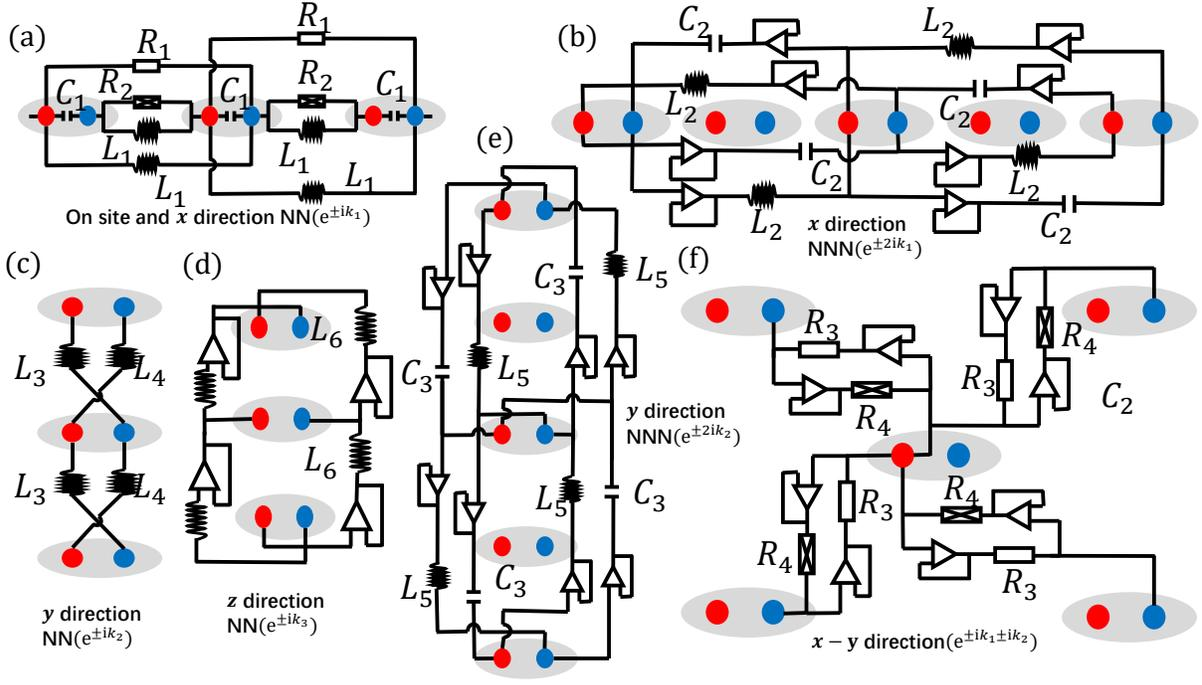 (a)
R₁
R₁
C₁
R₂
C₁
R₂
C₁
L₁
L₁
L₁
L₁
On site and x direction NN(e^{±ik₁})
(b)
C₂
L₂
L₂
C₂
C₂
L₂
L₂
C₂
x direction
NNN(e^{±2ik₁})
(c)
L₃
L₄
L₃
L₄
y direction
NN(e^{±ik₂})
(d)
L₆
L₆
z direction
NN(e^{±ik₃})
(e)
C₃
L₅
C₃
L₅
y direction
NNN(e^{±2ik₂})
L₅
C₃
L₅
C₃
(f)
R₃
R₄
R₃
R₄
C₂
R₃
R₄
R₄
R₃
x − y direction(e^{±ik₁±ik₂})